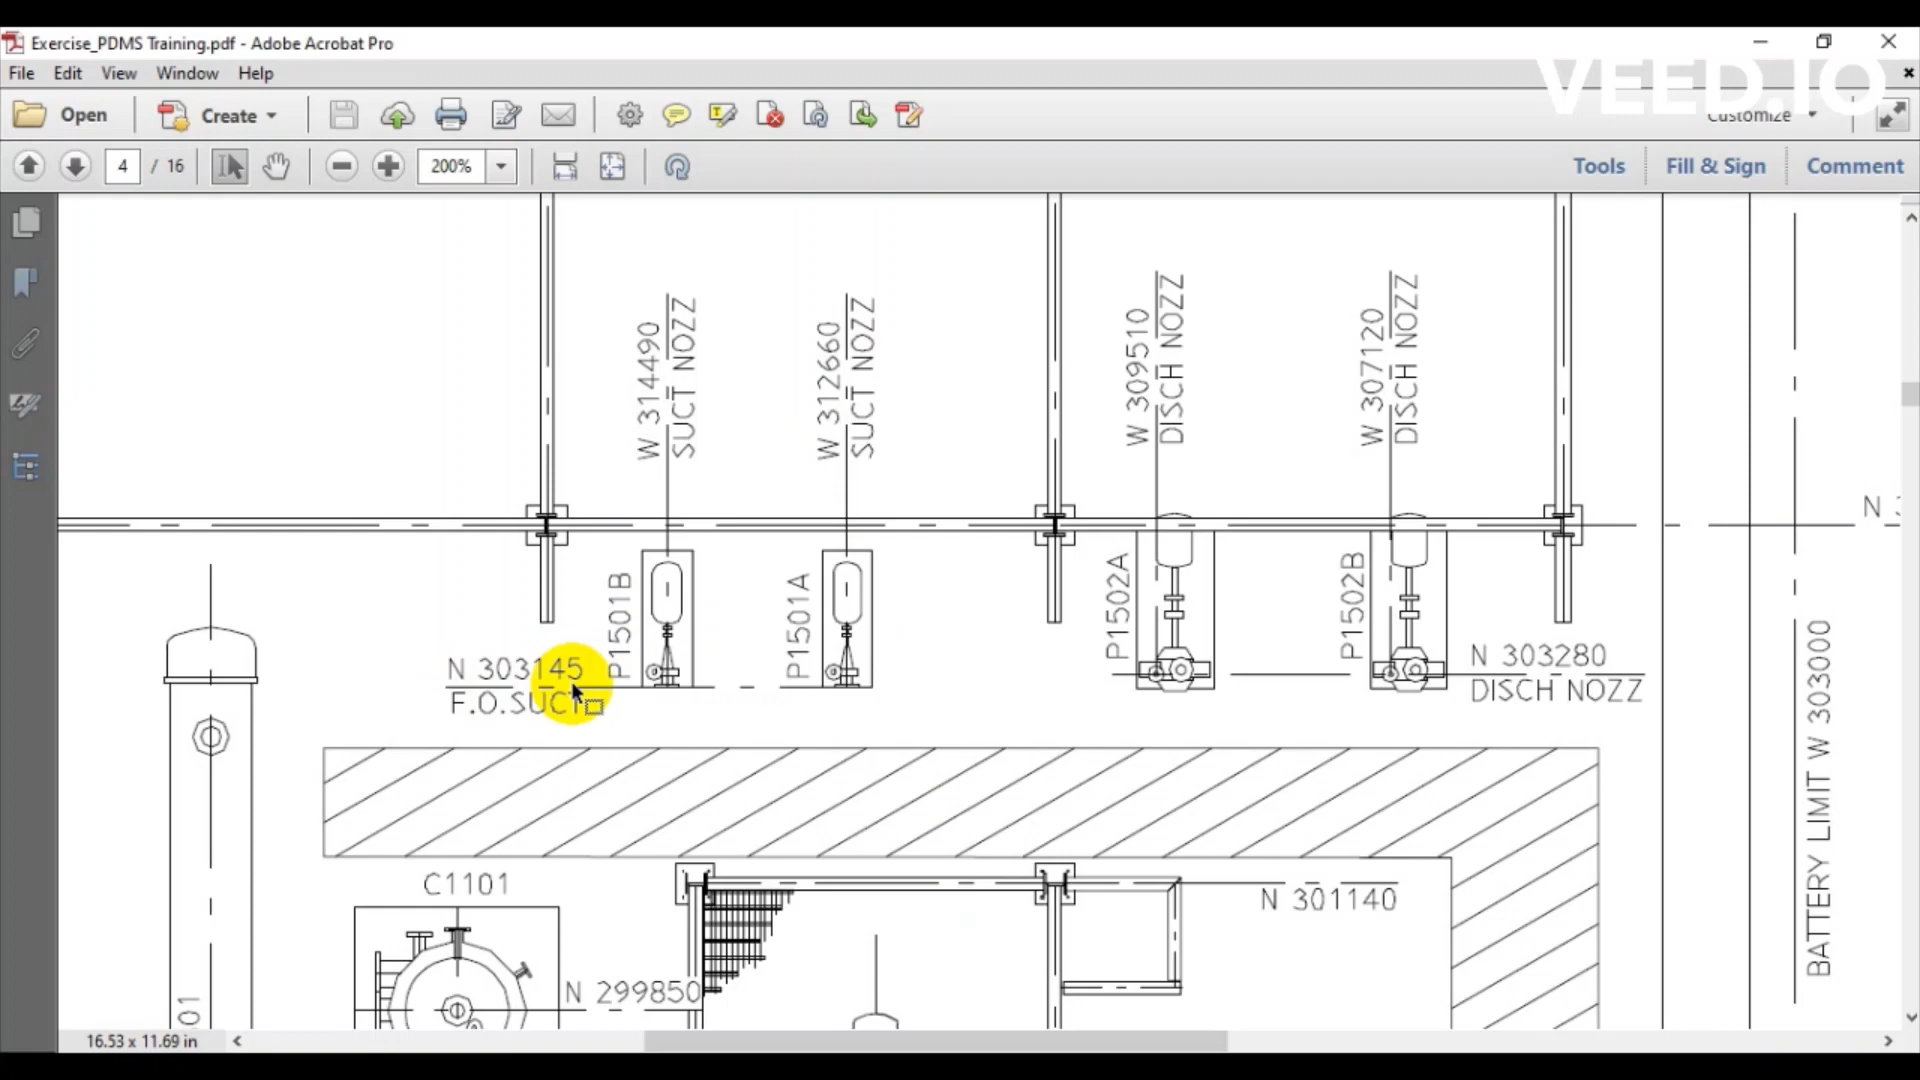 Exercise_PDMS Training.pdf - Adobe Acrobat Pro
VEED.IO
File Edit View Window Help
Open Create Customize
4 / 16 200% Tools Fill & Sign Comment
W 314490
SUCT NOZZ
W 312660
SUCT NOZZ
W 309510
DISCH NOZZ
W 307120
DISCH NOZZ
P1501B
P1501A
P1502A
P1502B
N 303145
F.O.SUCT
N 303280
DISCH NOZZ
BATTERY LIMIT W 303000
C1101
N 301140
N 299850
16.53 x 11.69 in